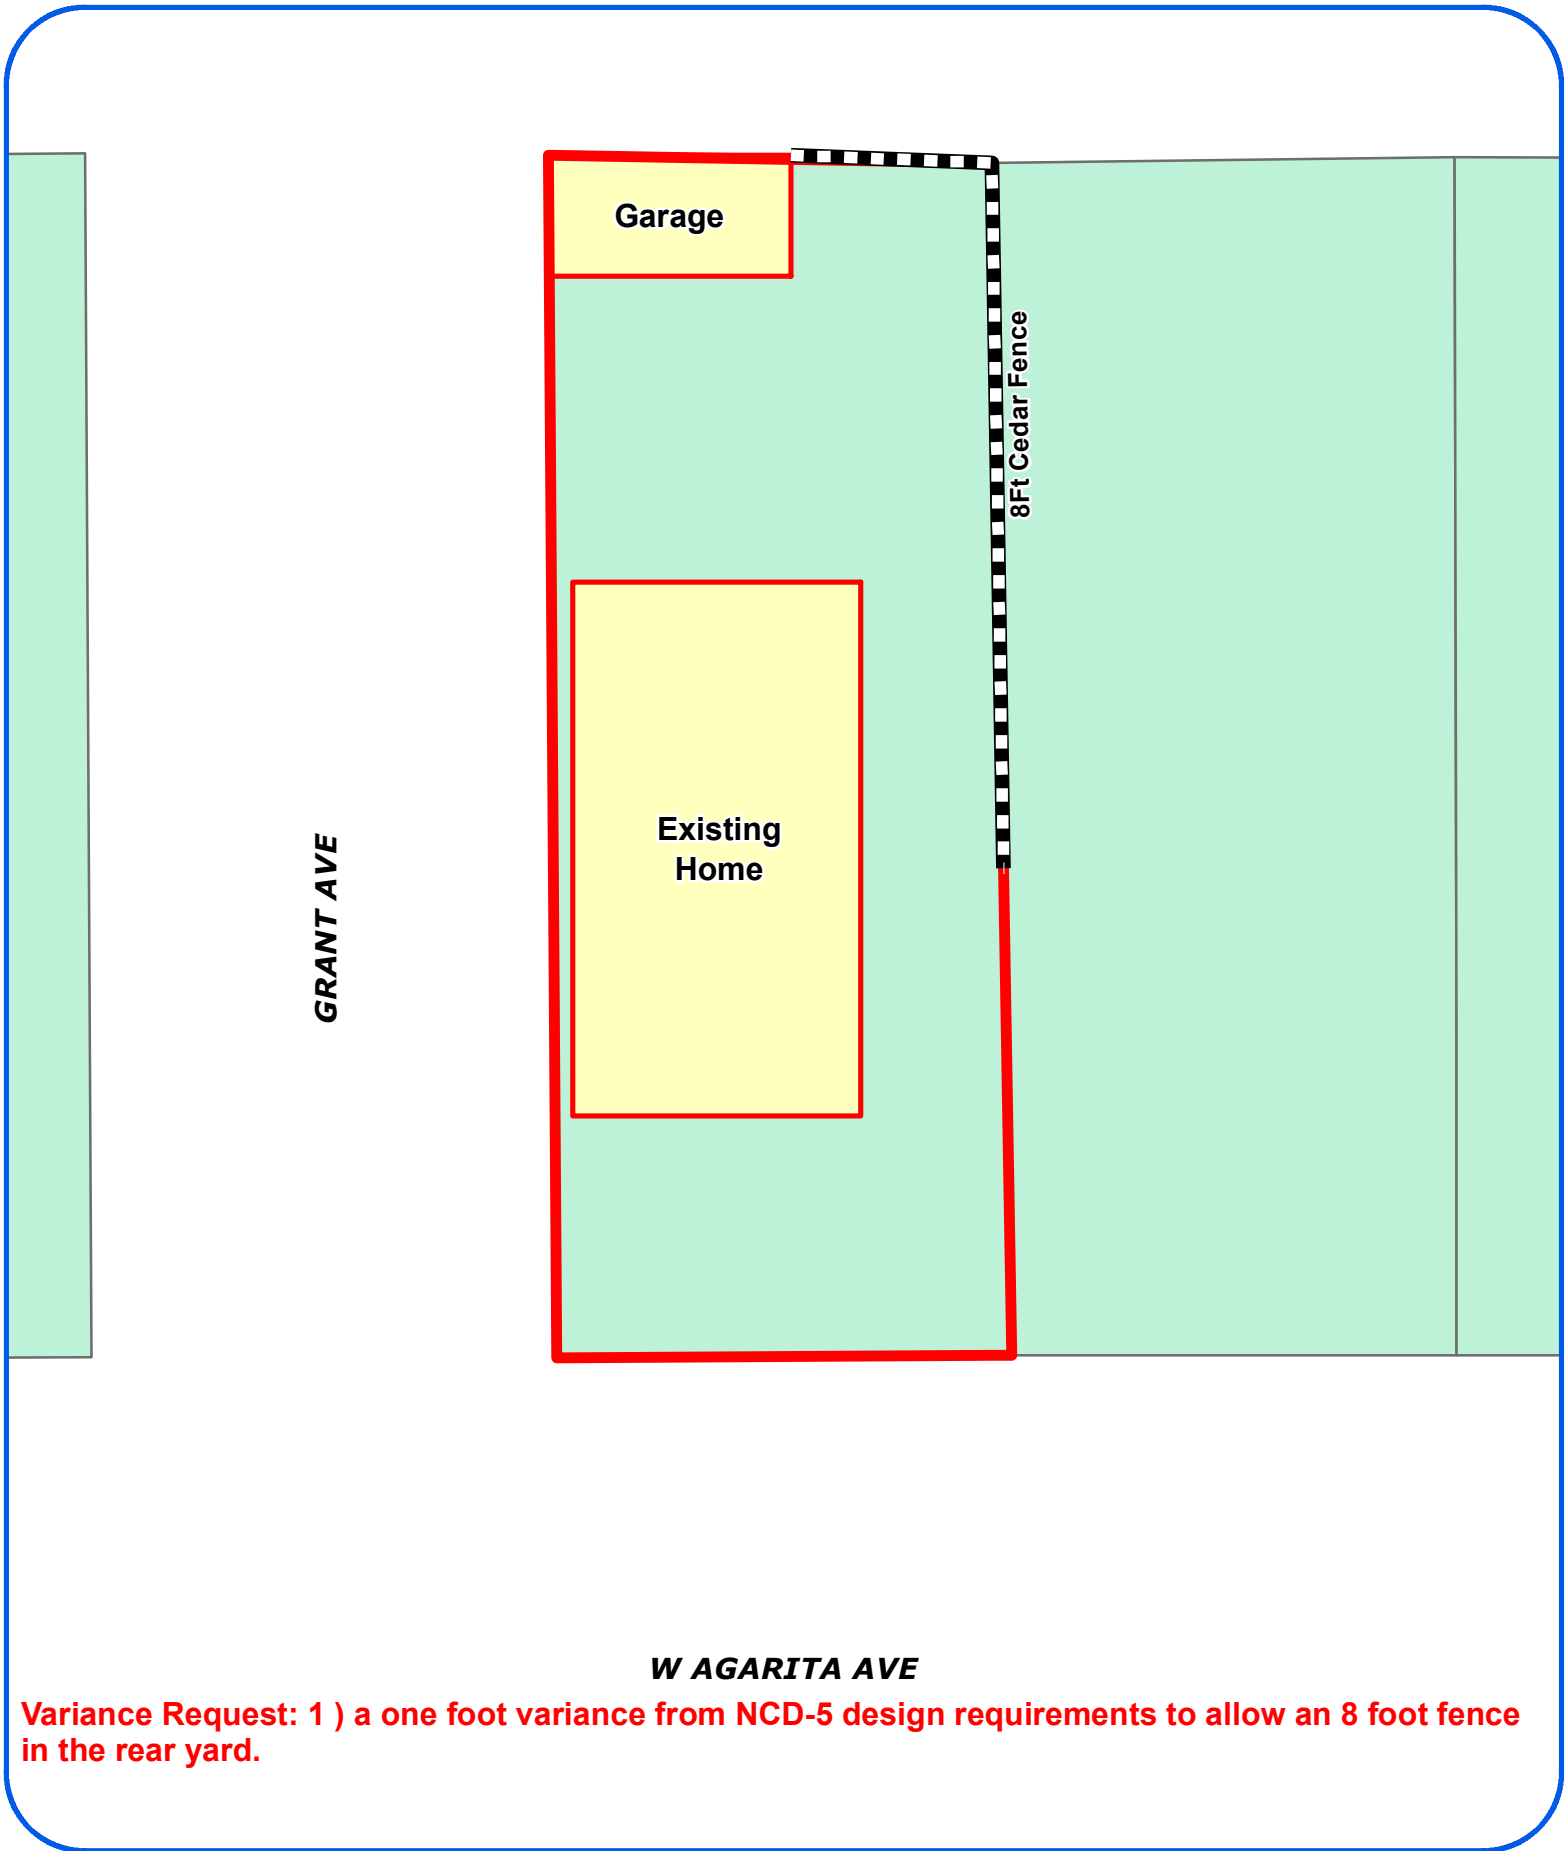 Garage
8Ft Cedar Fence
Existing
Home
GRANT AVE
W AGARITA AVE
Variance Request: 1 ) a one foot variance from NCD-5 design requirements to allow an 8 foot fence
in the rear yard.